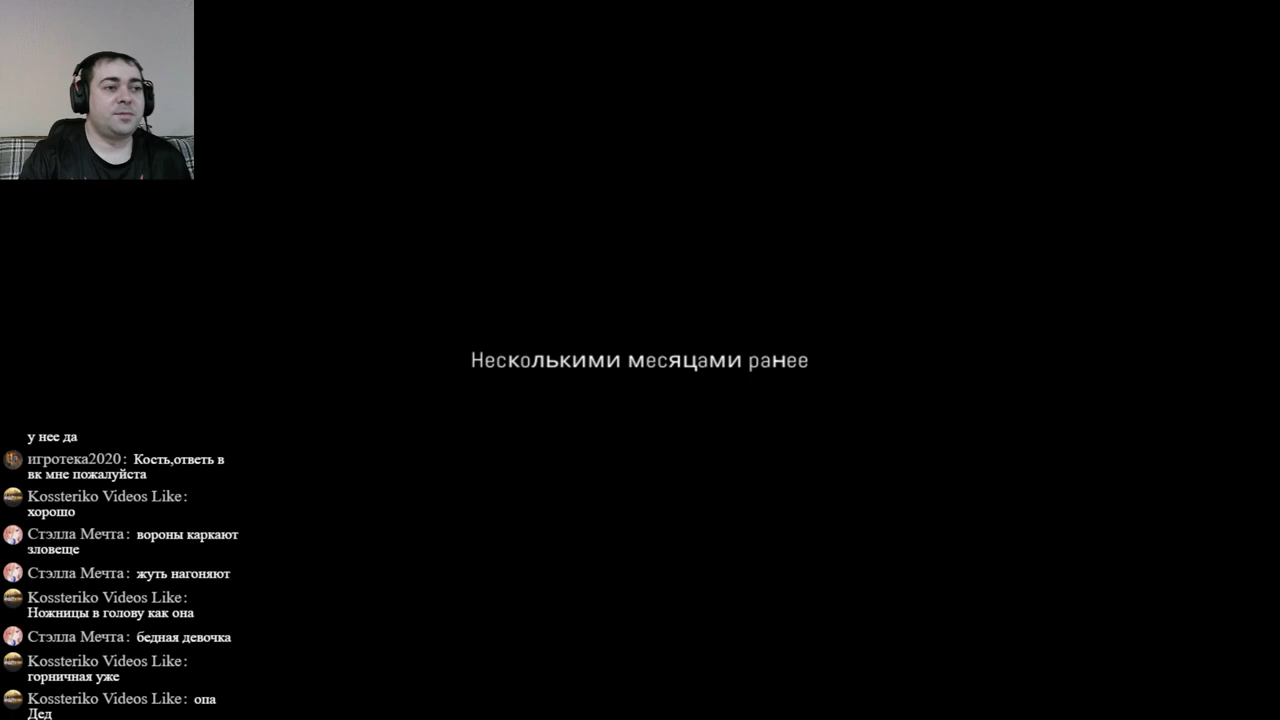 Несколькими месяцами ранее
у нее да
игротека2020: Кость,ответь в
вк мне пожалуйста
Kossteriko Videos Like:
хорошо
Стэлла Мечта: вороны каркают
зловеще
Стэлла Мечта: жуть нагоняют
Kossteriko Videos Like:
Ножницы в голову как она
Стэлла Мечта: бедная девочка
Kossteriko Videos Like:
горничная уже
Kossteriko Videos Like: опа
Дед